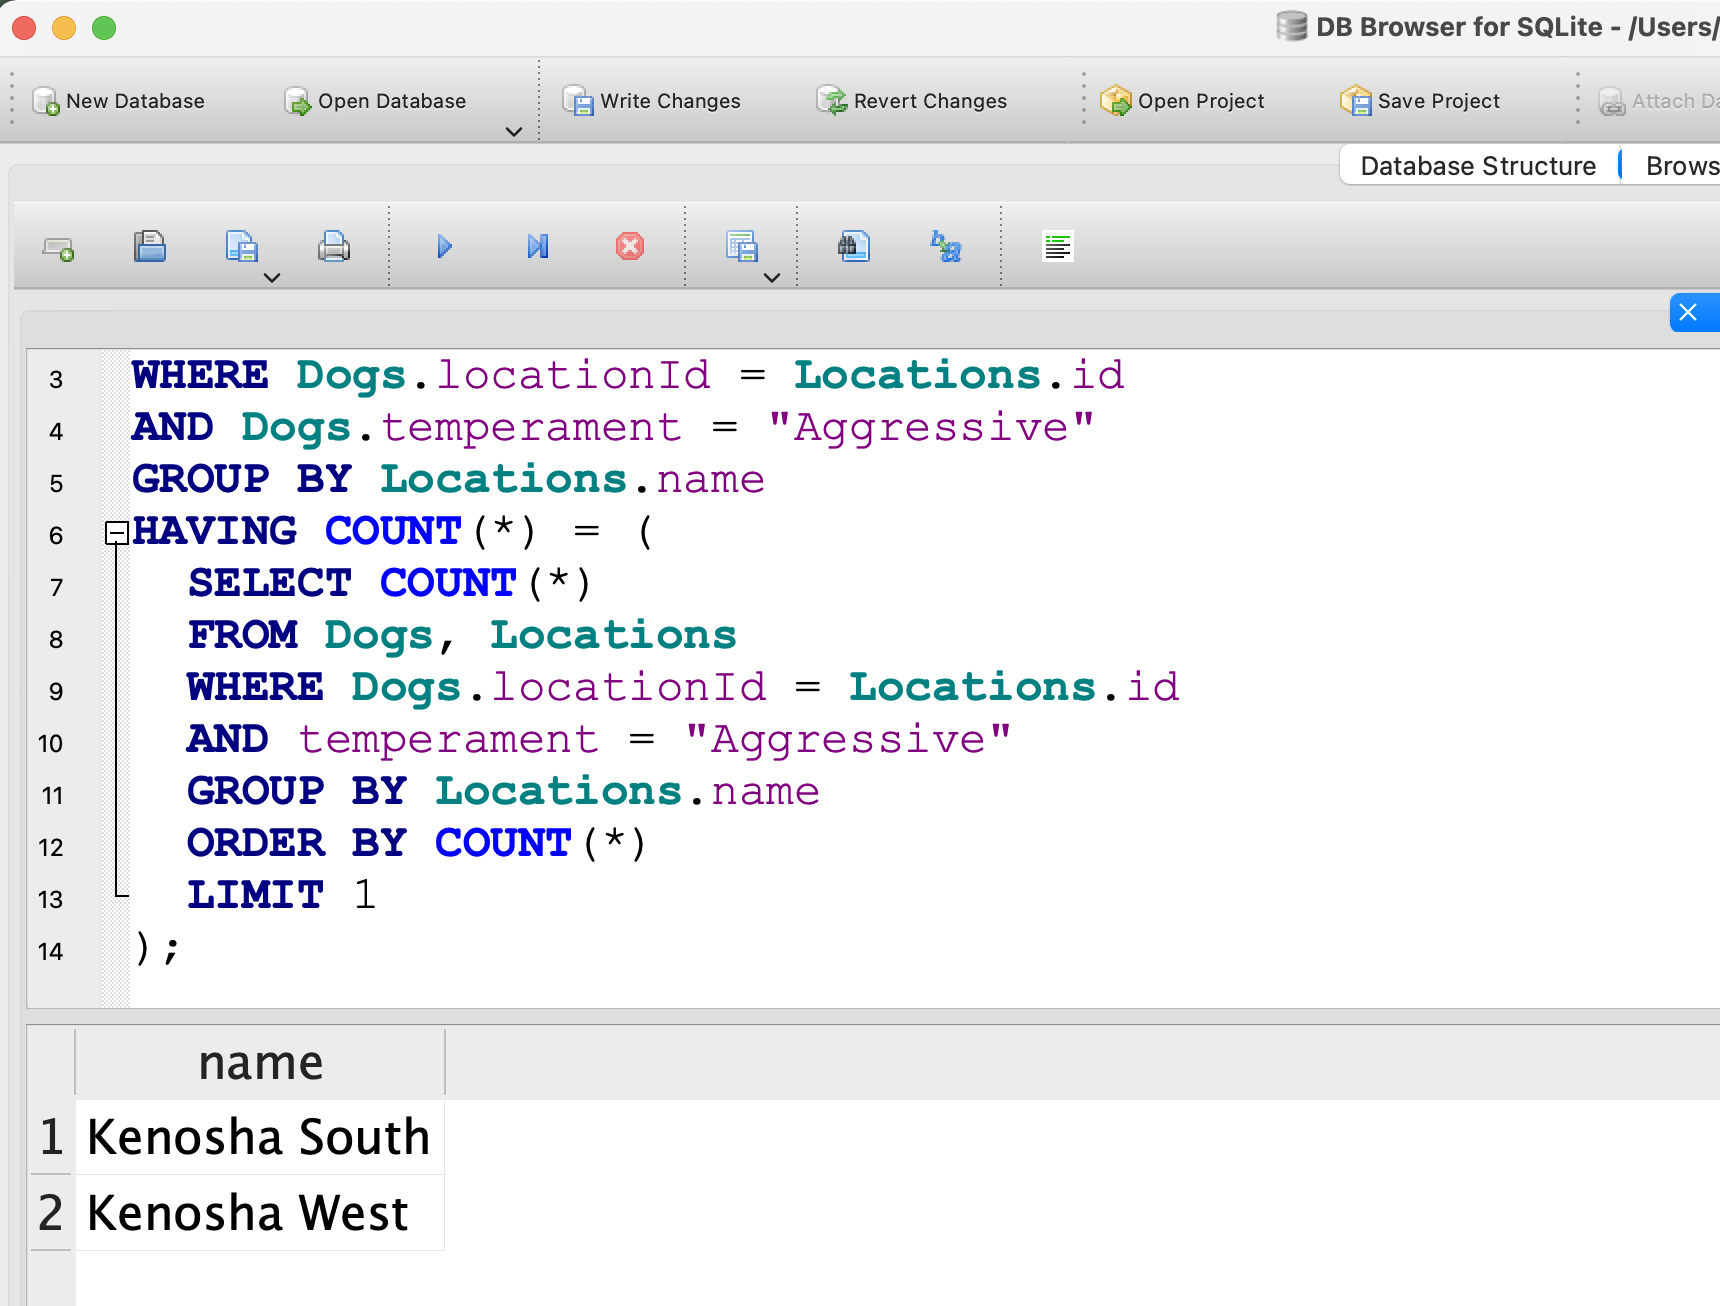 DB Browser for SQLite - /Users/
New Database Open Database Write Changes Revert Changes Open Project Save Project Attach
Database Structure
3 WHERE Dogs.locationId = Locations.id
4 AND Dogs.temperament = "Aggressive"
5 GROUP BY Locations.name
6 HAVING COUNT(*) = (
7 SELECT COUNT(*)
8 FROM Dogs, Locations
9 WHERE Dogs.locationId = Locations.id
10 AND temperament = "Aggressive"
11 GROUP BY Locations.name
12 ORDER BY COUNT(*)
13 LIMIT 1
14 );
name
1 Kenosha South
2 Kenosha West